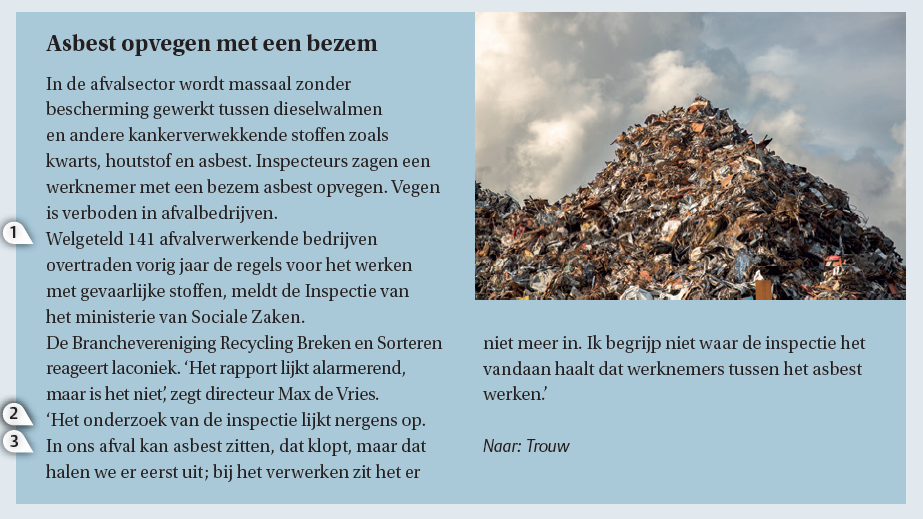 Asbest opvegen met een bezem
In de afvalsector wordt massaal zonder
bescherming gewerkt tussen dieselwalmen
en andere kankerverwekkende stoffen zoals
kwarts, houtstof en asbest. Inspecteurs zagen een
werknemer met een bezem asbest opvegen. Vegen
is verboden in afvalbedrijven.
1
Welgeteld 141 afvalverwerkende bedrijven
overtraden vorig jaar de regels voor het werken
met gevaarlijke stoffen, meldt de Inspectie van
het ministerie van Sociale Zaken.
De Branchevereniging Recycling Breken en Sorteren
reageert laconiek. ‘Het rapport lijkt alarmerend,
maar is het niet’, zegt directeur Max de Vries.
2
‘Het onderzoek van de inspectie lijkt nergens op.
3
In ons afval kan asbest zitten, dat klopt, maar dat
halen we er eerst uit; bij het verwerken zit het er
niet meer in. Ik begrijp niet waar de inspectie het
vandaan haalt dat werknemers tussen het asbest
werken.’
Naar: Trouw